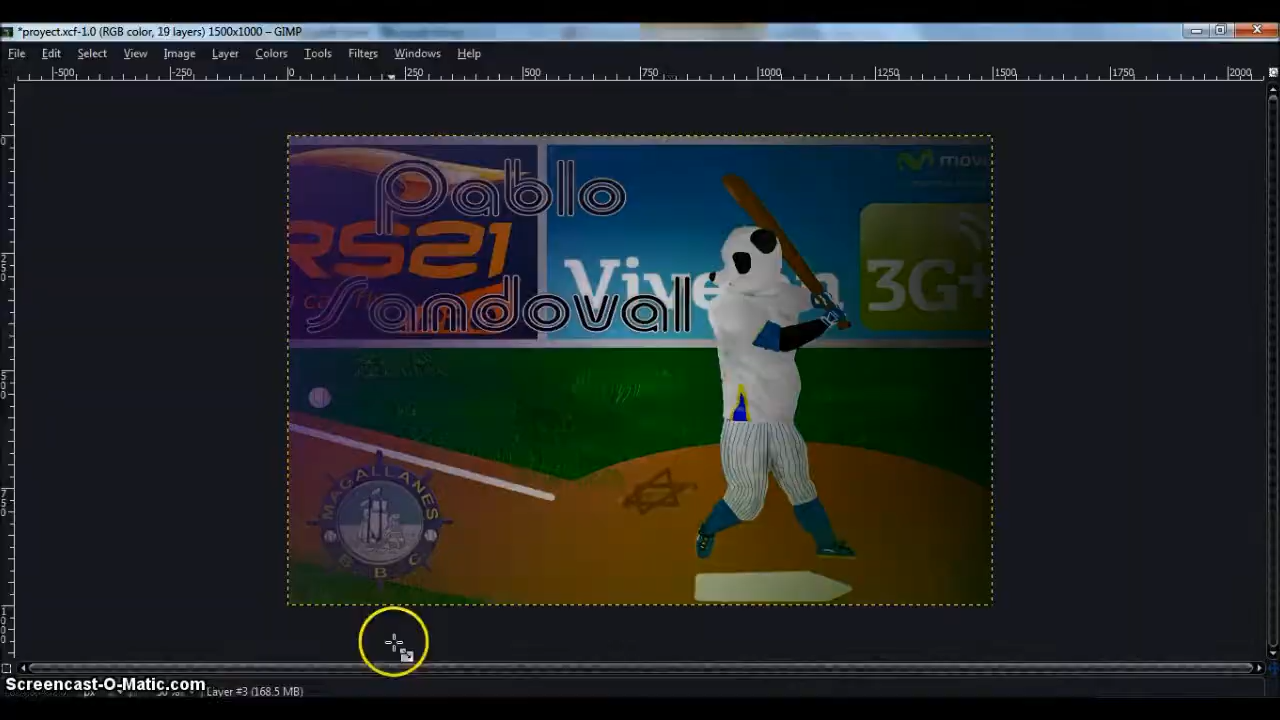 *proyect.xcf-1.0 (RGB color, 19 layers) 1500x1000 – GIMP
File Edit Select View Image Layer Colors Tools Filters Windows Help
-500 -250 0 250 500 750 1000 1250 1500 1750 2000
Pablo
Sandoval
RS21
Vive en 3G+
MAGALLANES
B B C
Screencast-O-Matic.com
Layer #3 (168.5 MB)